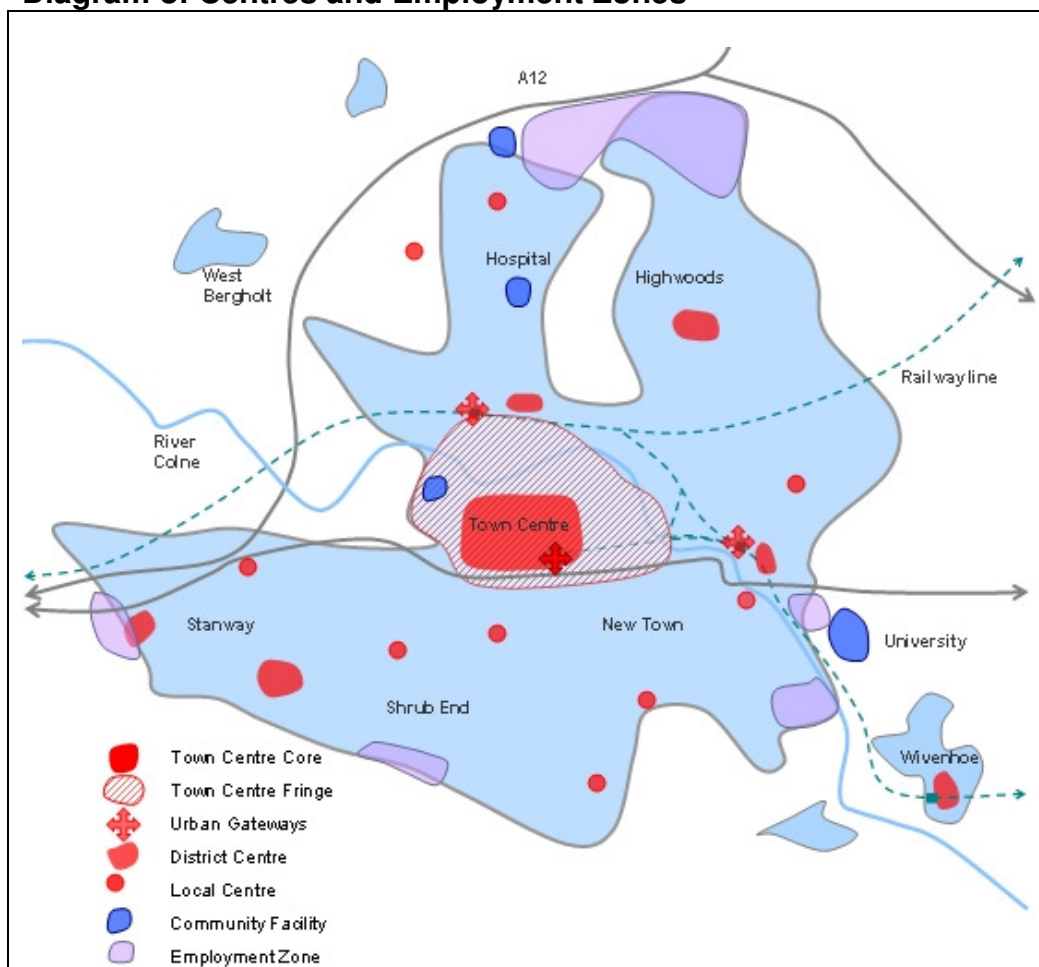 Diagram of Centres and Employment Zones
A12
Hospital
Highwoods
West
Bergholt
Railway line
River
Colne
Town Centre
Stanway
New Town
University
Shrub End
Wivenhoe
Town Centre Core
Town Centre Fringe
Urban Gateways
District Centre
Local Centre
Community Facility
Employment Zone